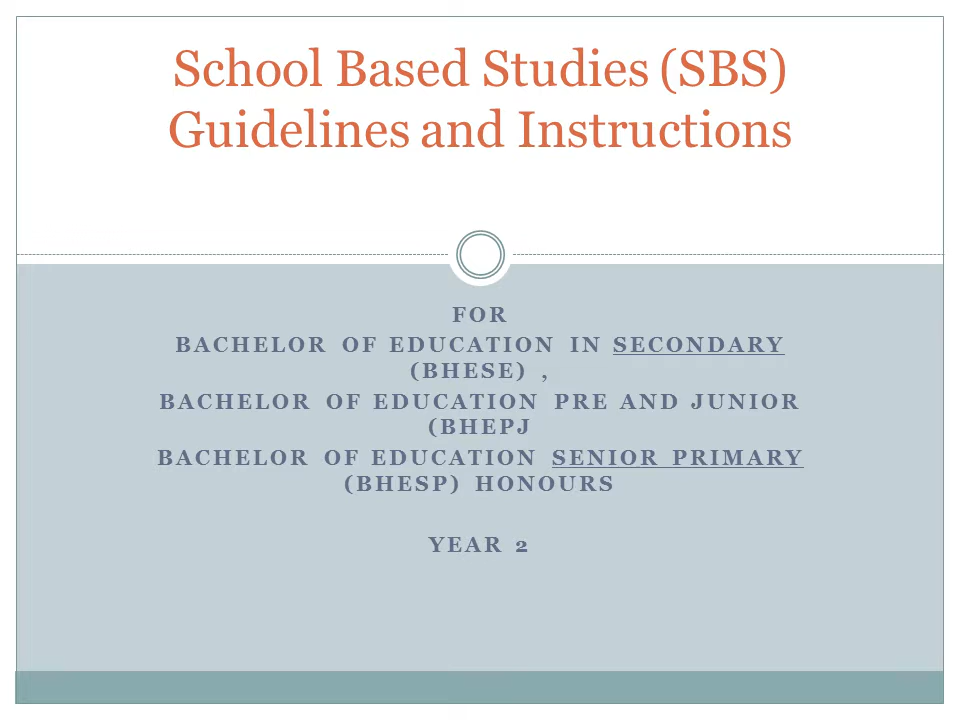 School Based Studies (SBS)
Guidelines and Instructions
FOR
BACHELOR OF EDUCATION IN SECONDARY
(BHESE) ,
BACHELOR OF EDUCATION PRE AND JUNIOR
(BHEPJ
BACHELOR OF EDUCATION SENIOR PRIMARY
(BHESP) HONOURS
YEAR 2